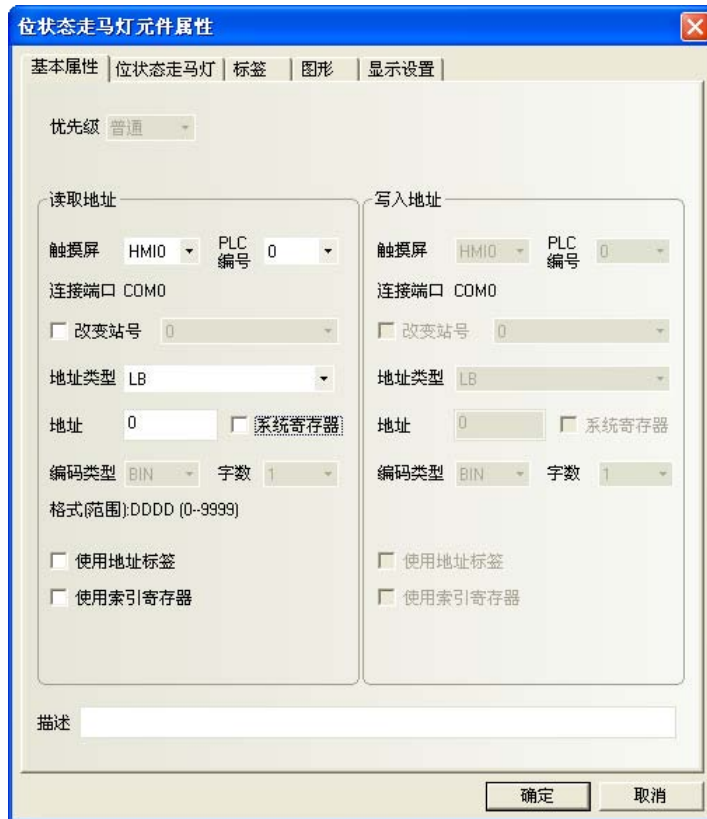 位状态走马灯元件属性
基本属性 位状态走马灯 标签 图形 显示设置
优先级 普通
读取地址
触摸屏 HMI0 PLC编号 0
连接端口 COM0
改变站号 0
地址类型 LB
地址 0 系统寄存器
编码类型 BIN 字数 1
格式(范围):DDDD (0--9999)
使用地址标签
使用索引寄存器
写入地址
触摸屏 HMI0 PLC编号 0
连接端口 COM0
改变站号 0
地址类型 LB
地址 0 系统寄存器
编码类型 BIN 字数 1
使用地址标签
使用索引寄存器
描述
确定 取消